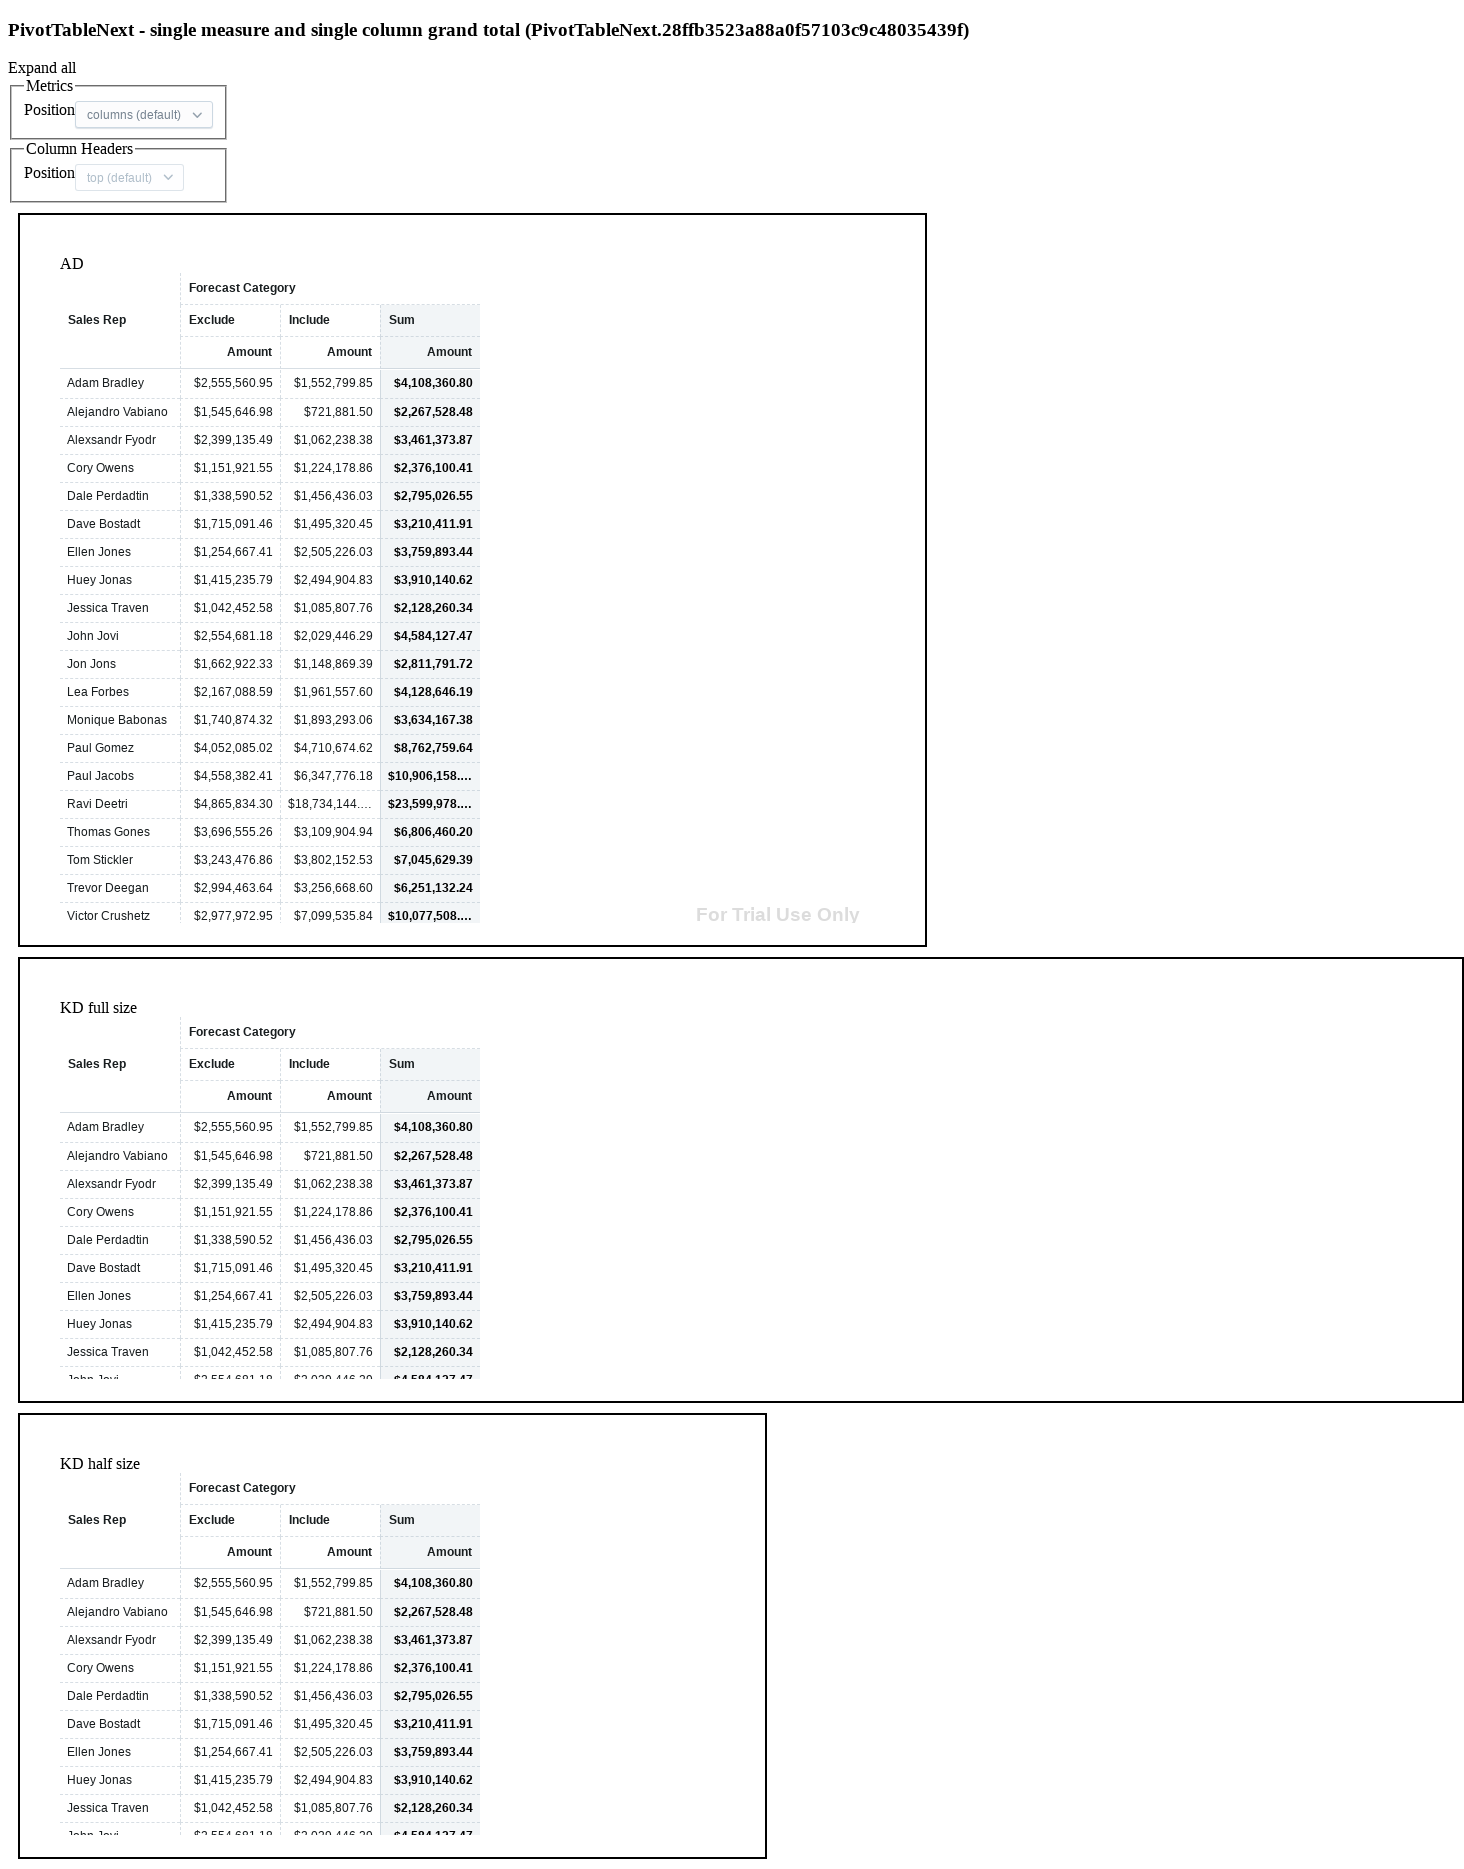 PivotTableNext - single measure and single column grand total (PivotTableNext.28ffb3523a88a0f57103c9c48035439f)
Expand all
Metrics
Position columns (default)
Column Headers
Position top (default)
AD
Forecast Category
Sales Rep Exclude Include Sum
Amount Amount Amount
Adam Bradley $2,555,560.95 $1,552,799.85 $4,108,360.80
Alejandro Vabiano $1,545,646.98 $721,881.50 $2,267,528.48
Alexsandr Fyodr $2,399,135.49 $1,062,238.38 $3,461,373.87
Cory Owens $1,151,921.55 $1,224,178.86 $2,376,100.41
Dale Perdadtin $1,338,590.52 $1,456,436.03 $2,795,026.55
Dave Bostadt $1,715,091.46 $1,495,320.45 $3,210,411.91
Ellen Jones $1,254,667.41 $2,505,226.03 $3,759,893.44
Huey Jonas $1,415,235.79 $2,494,904.83 $3,910,140.62
Jessica Traven $1,042,452.58 $1,085,807.76 $2,128,260.34
John Jovi $2,554,681.18 $2,029,446.29 $4,584,127.47
Jon Jons $1,662,922.33 $1,148,869.39 $2,811,791.72
Lea Forbes $2,167,088.59 $1,961,557.60 $4,128,646.19
Monique Babonas $1,740,874.32 $1,893,293.06 $3,634,167.38
Paul Gomez $4,052,085.02 $4,710,674.62 $8,762,759.64
Paul Jacobs $4,558,382.41 $6,347,776.18 $10,906,158.…
Ravi Deetri $4,865,834.30 $18,734,144.… $23,599,978.…
Thomas Gones $3,696,555.26 $3,109,904.94 $6,806,460.20
Tom Stickler $3,243,476.86 $3,802,152.53 $7,045,629.39
Trevor Deegan $2,994,463.64 $3,256,668.60 $6,251,132.24
Victor Crushetz $2,977,972.95 $7,099,535.84 $10,077,508.…
For Trial Use Only
KD full size
Forecast Category
Sales Rep Exclude Include Sum
Amount Amount Amount
Adam Bradley $2,555,560.95 $1,552,799.85 $4,108,360.80
Alejandro Vabiano $1,545,646.98 $721,881.50 $2,267,528.48
Alexsandr Fyodr $2,399,135.49 $1,062,238.38 $3,461,373.87
Cory Owens $1,151,921.55 $1,224,178.86 $2,376,100.41
Dale Perdadtin $1,338,590.52 $1,456,436.03 $2,795,026.55
Dave Bostadt $1,715,091.46 $1,495,320.45 $3,210,411.91
Ellen Jones $1,254,667.41 $2,505,226.03 $3,759,893.44
Huey Jonas $1,415,235.79 $2,494,904.83 $3,910,140.62
Jessica Traven $1,042,452.58 $1,085,807.76 $2,128,260.34
John Jovi $2,554,681.18 $2,029,446.29 $4,584,127.47
KD half size
Forecast Category
Sales Rep Exclude Include Sum
Amount Amount Amount
Adam Bradley $2,555,560.95 $1,552,799.85 $4,108,360.80
Alejandro Vabiano $1,545,646.98 $721,881.50 $2,267,528.48
Alexsandr Fyodr $2,399,135.49 $1,062,238.38 $3,461,373.87
Cory Owens $1,151,921.55 $1,224,178.86 $2,376,100.41
Dale Perdadtin $1,338,590.52 $1,456,436.03 $2,795,026.55
Dave Bostadt $1,715,091.46 $1,495,320.45 $3,210,411.91
Ellen Jones $1,254,667.41 $2,505,226.03 $3,759,893.44
Huey Jonas $1,415,235.79 $2,494,904.83 $3,910,140.62
Jessica Traven $1,042,452.58 $1,085,807.76 $2,128,260.34
John Jovi $2,554,681.18 $2,029,446.29 $4,584,127.47